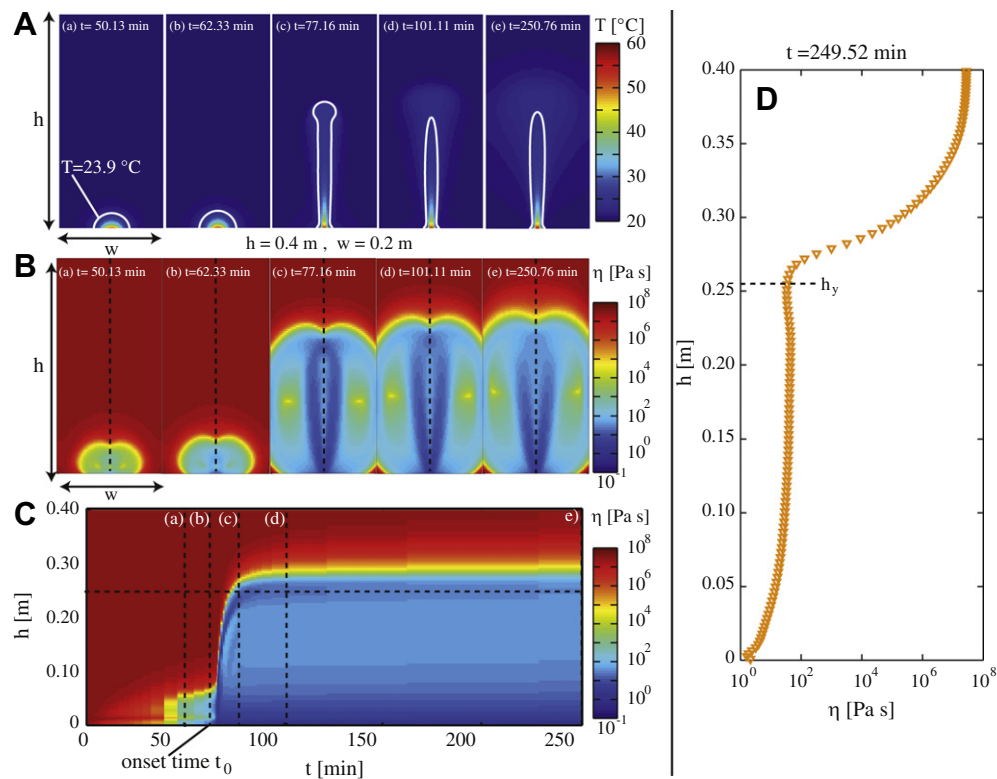 A
(a) t= 50.13 min
(b) t=62.33 min
(c) t=77.16 min
(d) t=101.11 min
(e) t=250.76 min
T [°C]
60
50
40
30
20
h
T=23.9 °C
w
h = 0.4 m , w = 0.2 m
B
(a) t= 50.13 min
(b) t=62.33 min
(c) t=77.16 min
(d) t=101.11 min
(e) t=250.76 min
η [Pa s]
10^8
10^6
10^4
10^2
10^0
10^-1
h
w
C
(a)
(b)
(c)
(d)
e)
η [Pa s]
10^8
10^6
10^4
10^2
10^0
10^-1
h [m]
0.40
0.30
0.20
0.10
0
0
50
100
150
200
250
onset time t_0
t [min]
t =249.52 min
D
0.40
0.35
0.30
0.25
0.20
0.15
0.10
0.05
0
h_y
h [m]
10^0
10^2
10^4
10^6
10^8
η [Pa s]